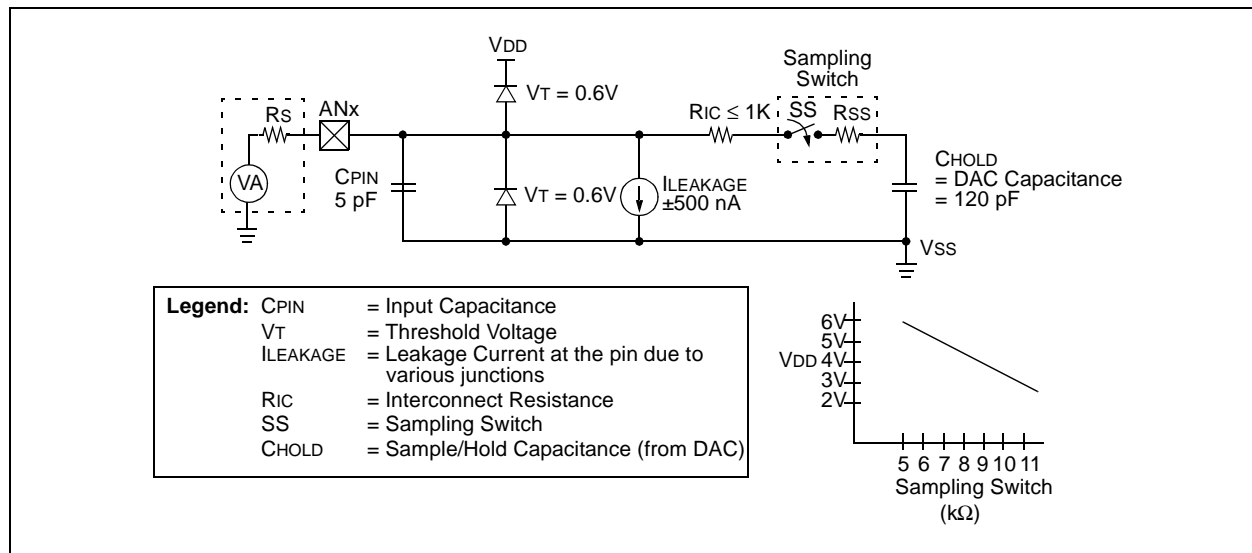 VDD
VT = 0.6V
Sampling
Switch
RS
ANx
RIC ≤ 1K
SS
RSS
VA
CPIN
5 pF
VT = 0.6V
ILEAKAGE
±500 nA
CHOLD
= DAC Capacitance
= 120 pF
VSS
Legend: CPIN = Input Capacitance
VT = Threshold Voltage
ILEAKAGE = Leakage Current at the pin due to
various junctions
RIC = Interconnect Resistance
SS = Sampling Switch
CHOLD = Sample/Hold Capacitance (from DAC)
6V
5V
VDD 4V
3V
2V
5 6 7 8 9 10 11
Sampling Switch
(kΩ)